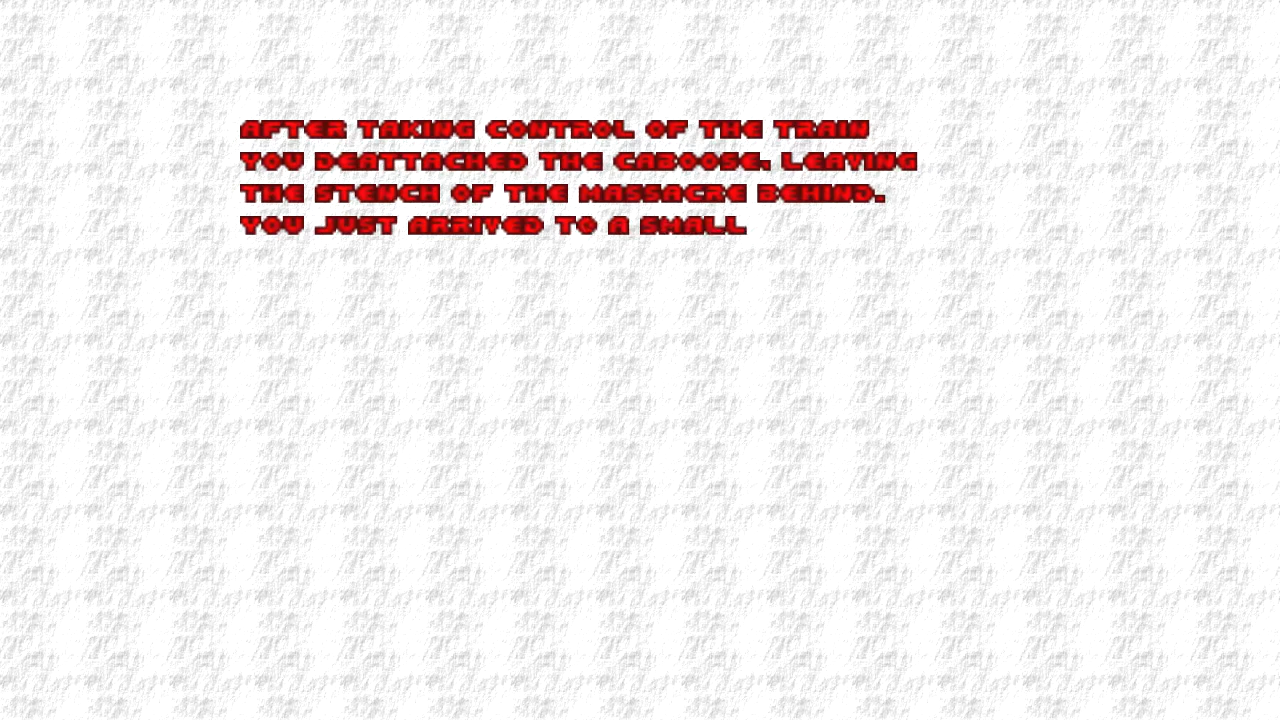 AFTER TAKING CONTROL OF THE TRAIN
YOU DEATTACHED THE CABOOSE, LEAVING
THE STENCH OF THE MASSACRE BEHIND.
YOU JUST ARRIVED TO A SMALL